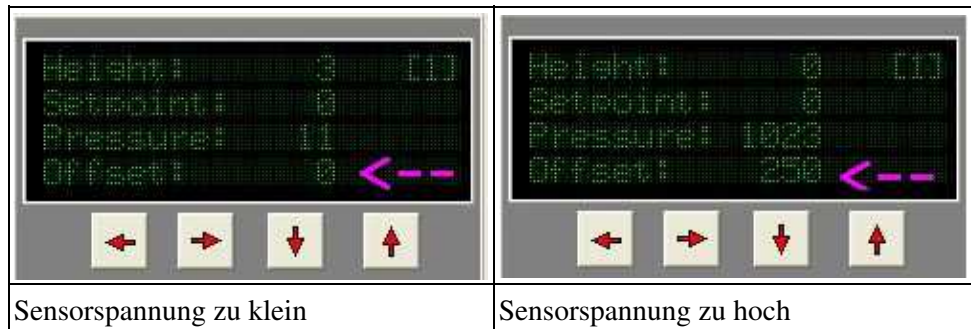 Height: 3 [1]
Setpoint: 0
Pressure: 11
Offset: 0
Height: 0 [1]
Setpoint: 0
Pressure: 1023
Offset: 250
Sensorspannung zu klein
Sensorspannung zu hoch